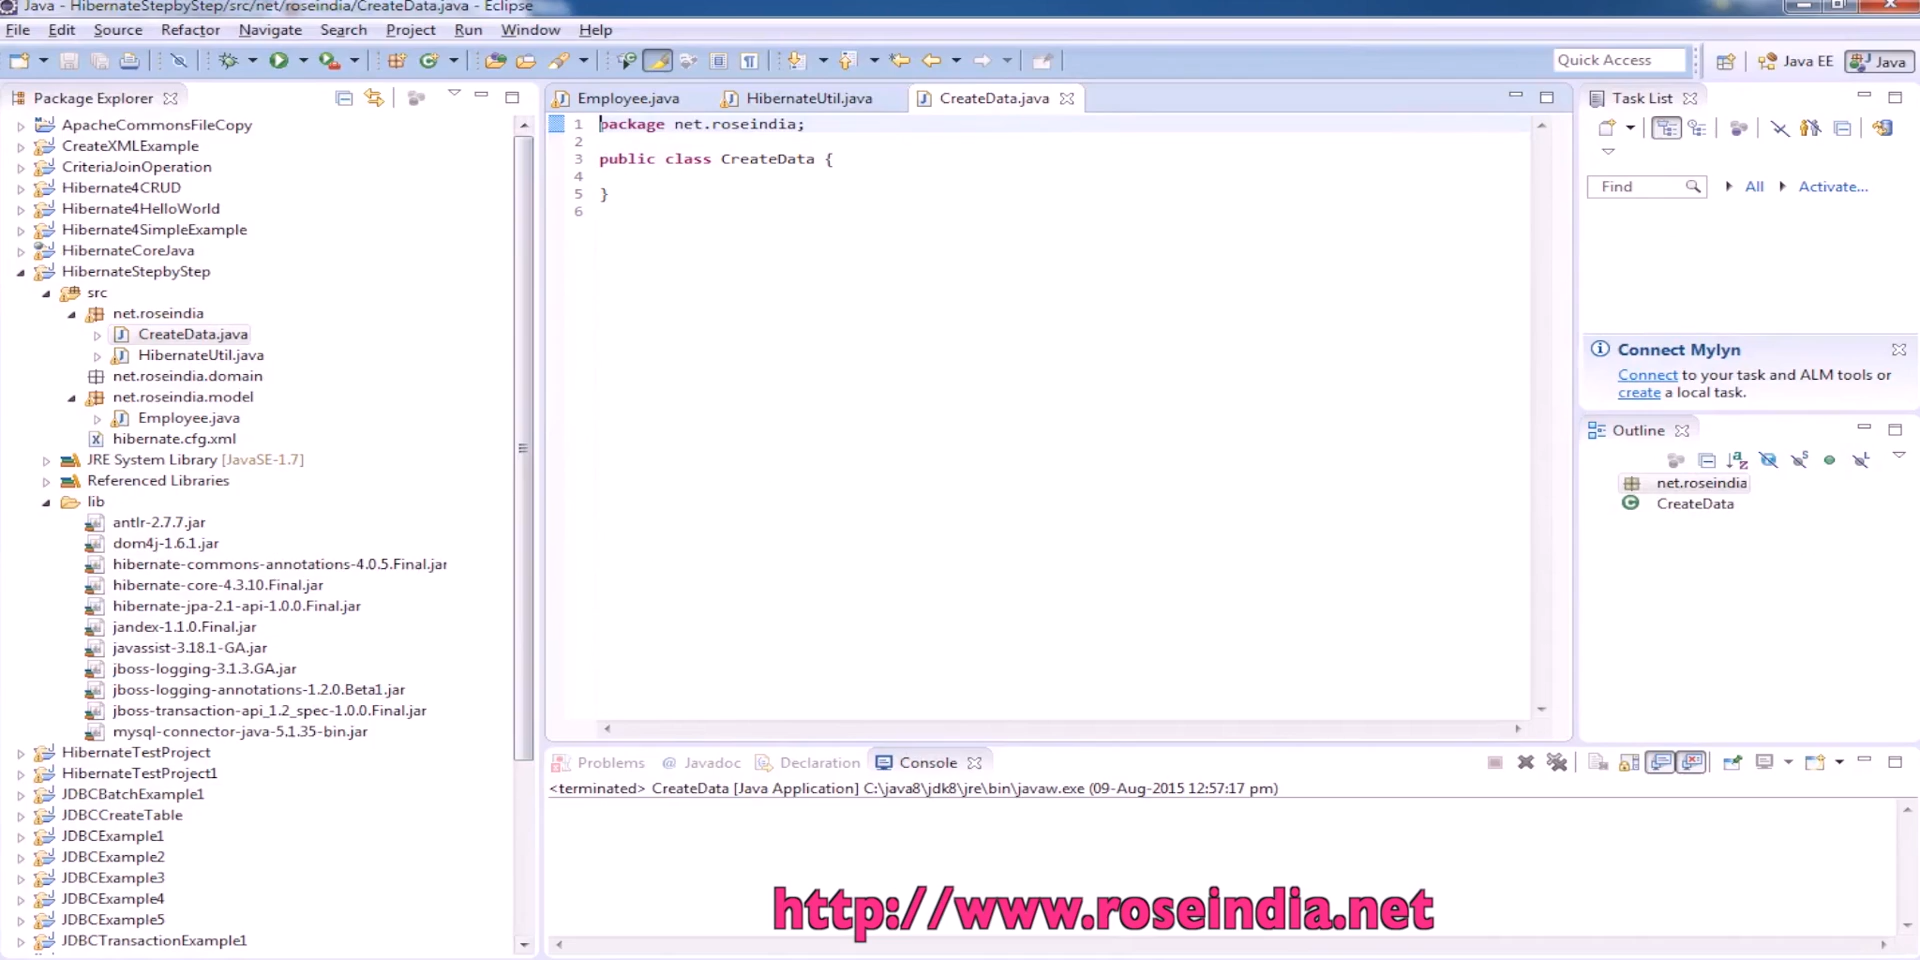 Java - HibernateStepbyStep/src/net/roseindia/CreateData.java - Eclipse
File Edit Source Refactor Navigate Search Project Run Window Help
Quick Access
Java EE
Java
Package Explorer
ApacheCommonsFileCopy
CreateXMLExample
CriteriaJoinOperation
Hibernate4CRUD
Hibernate4HelloWorld
Hibernate4SimpleExample
HibernateCoreJava
HibernateStepbyStep
src
net.roseindia
CreateData.java
HibernateUtil.java
net.roseindia.domain
net.roseindia.model
Employee.java
hibernate.cfg.xml
JRE System Library [JavaSE-1.7]
Referenced Libraries
lib
antlr-2.7.7.jar
dom4j-1.6.1.jar
hibernate-commons-annotations-4.0.5.Final.jar
hibernate-core-4.3.10.Final.jar
hibernate-jpa-2.1-api-1.0.0.Final.jar
jandex-1.1.0.Final.jar
javassist-3.18.1-GA.jar
jboss-logging-3.1.3.GA.jar
jboss-logging-annotations-1.2.0.Beta1.jar
jboss-transaction-api_1.2_spec-1.0.0.Final.jar
mysql-connector-java-5.1.35-bin.jar
HibernateTestProject
HibernateTestProject1
JDBCBatchExample1
JDBCCreateTable
JDBCExample1
JDBCExample2
JDBCExample3
JDBCExample4
JDBCExample5
JDBCTransactionExample1
Employee.java HibernateUtil.java CreateData.java
1 package net.roseindia;
2
3 public class CreateData {
4
5 }
6
Problems @ Javadoc Declaration Console
<terminated> CreateData [Java Application] C:\java8\jdk8\jre\bin\javaw.exe (09-Aug-2015 12:57:17 pm)
http://www.roseindia.net
Task List
Find All Activate...
Connect Mylyn
Connect to your task and ALM tools or
create a local task.
Outline
net.roseindia
CreateData